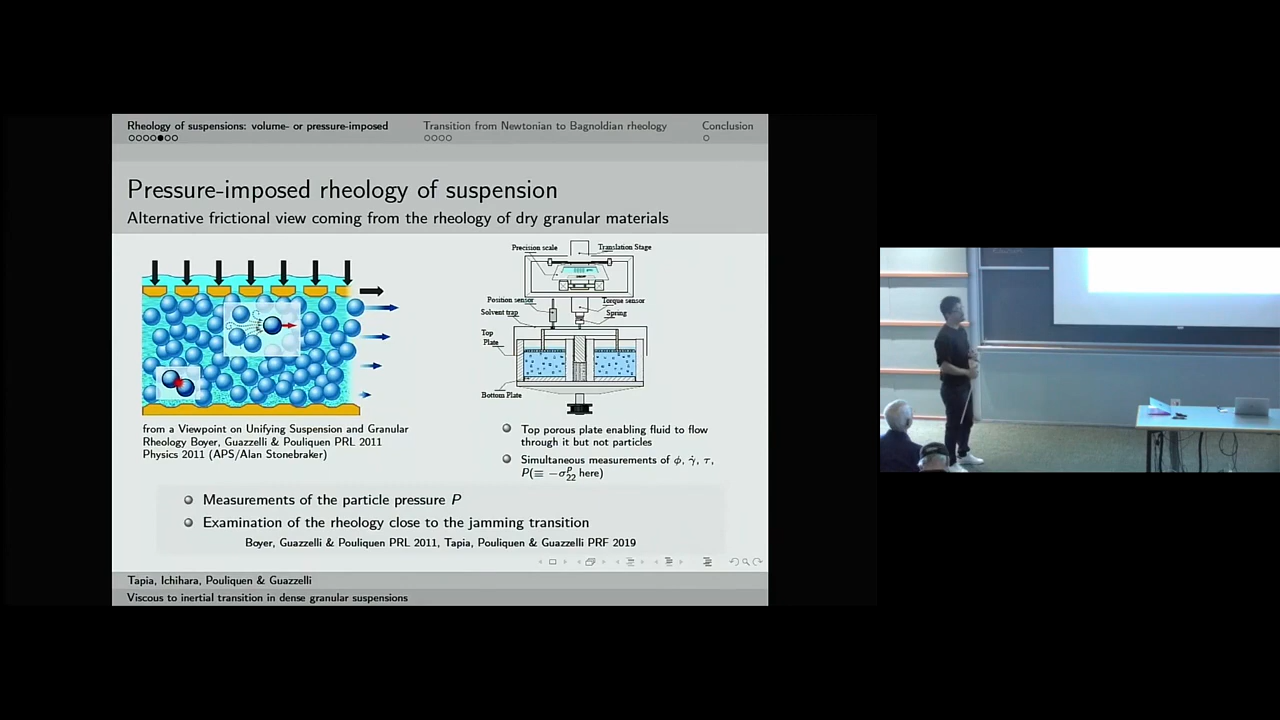 Rheology of suspensions: volume- or pressure-imposed
Transition from Newtonian to Bagnoldian rheology
Conclusion
Pressure-imposed rheology of suspension
Alternative frictional view coming from the rheology of dry granular materials
Precision scale
Translation Stage
Position sensor
Torque sensor
Solvent trap
Spring
Top
Plate
Bottom Plate
from a Viewpoint on Unifying Suspension and Granular
Rheology Boyer, Guazzelli & Pouliquen PRL 2011
Physics 2011 (APS/Alan Stonebraker)
Top porous plate enabling fluid to flow
through it but not particles
Simultaneous measurements of ϕ, γ̇, τ,
P(≡ −σ₂₂ᵖ here)
Measurements of the particle pressure P
Examination of the rheology close to the jamming transition
Boyer, Guazzelli & Pouliquen PRL 2011, Tapia, Pouliquen & Guazzelli PRF 2019
Tapia, Ichihara, Pouliquen & Guazzelli
Viscous to inertial transition in dense granular suspensions